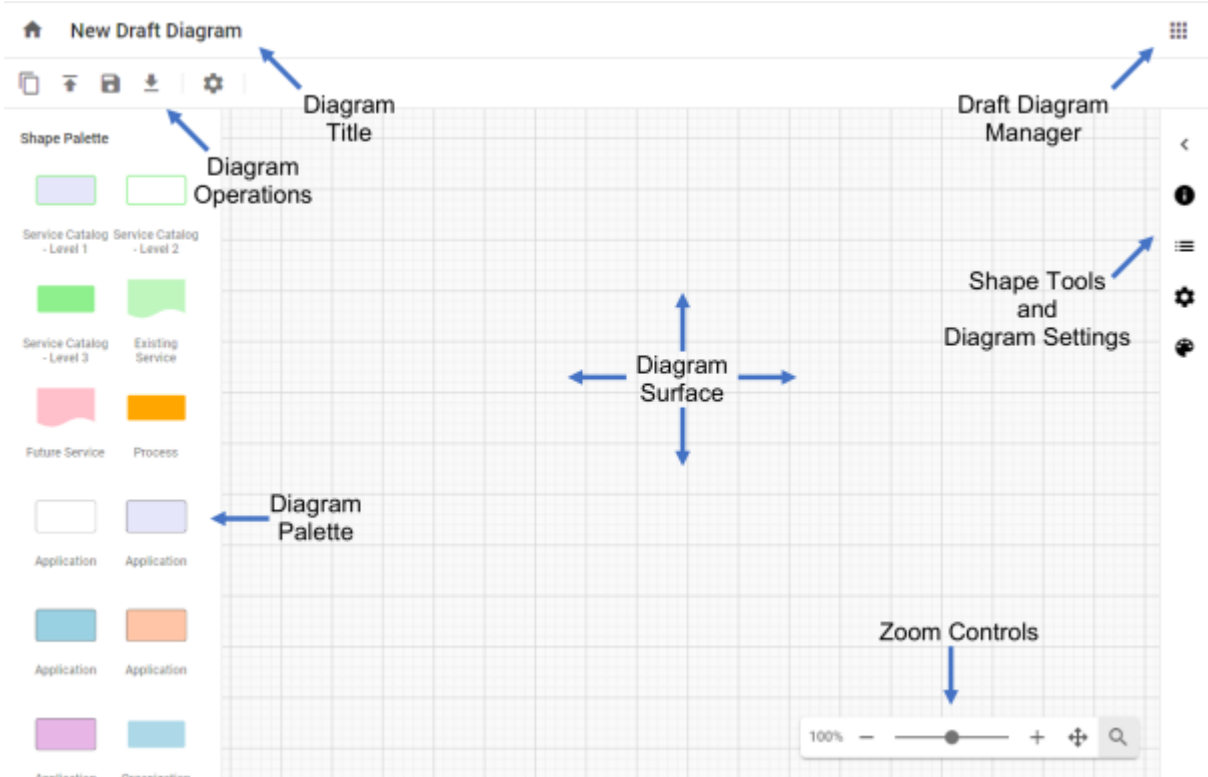 New Draft Diagram
Diagram
Title
Draft Diagram
Manager
Shape Palette
Diagram
Operations
Service Catalog
- Level 1
Service Catalog
- Level 2
Shape Tools
and
Diagram Settings
Service Catalog
- Level 3
Existing
Service
Diagram
Surface
Future Service
Process
Diagram
Palette
Application
Application
Application
Application
Zoom Controls
100%
Application
Organization